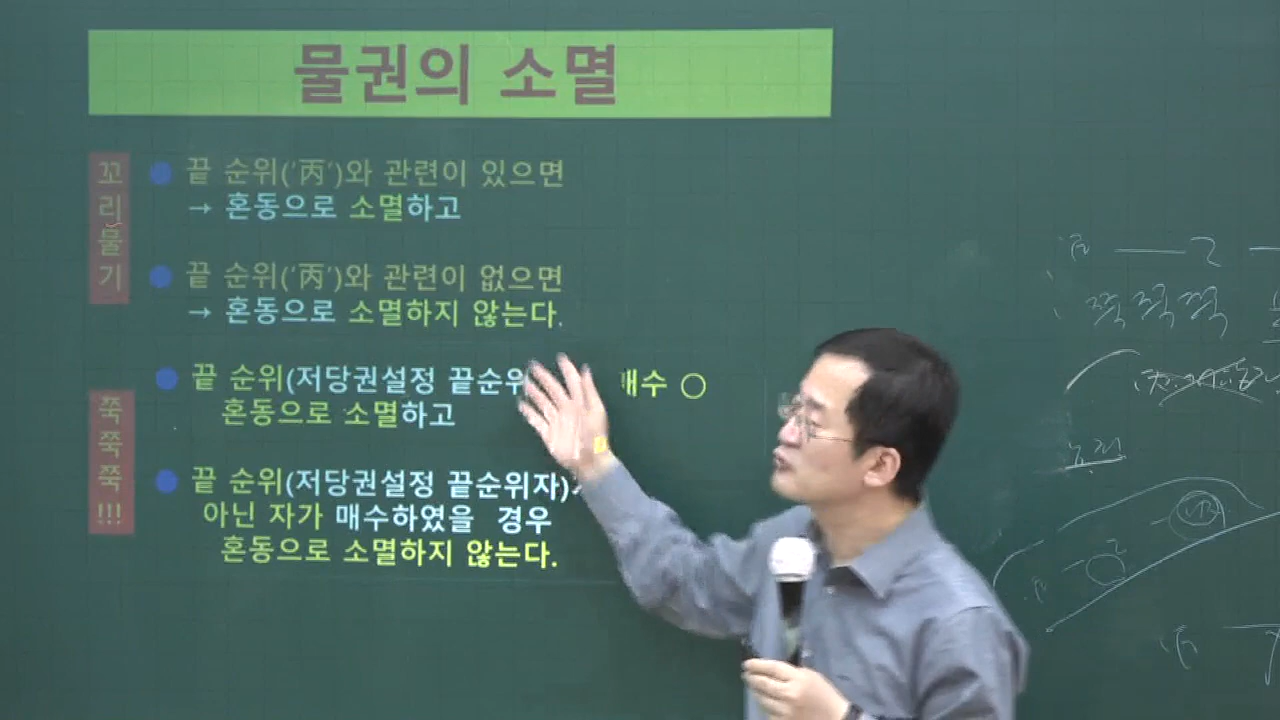 물권의 소멸
꼬리물기
끝 순위('丙')와 관련이 있으면
→ 혼동으로 소멸하고
끝 순위('丙')와 관련이 없으면
→ 혼동으로 소멸하지 않는다.
쭉쭉쭉!!!
끝 순위(저당권설정 끝순위 매수 ○
혼동으로 소멸하고
끝 순위(저당권설정 끝순위자)
아닌 자가 매수하였을 경우
혼동으로 소멸하지 않는다.